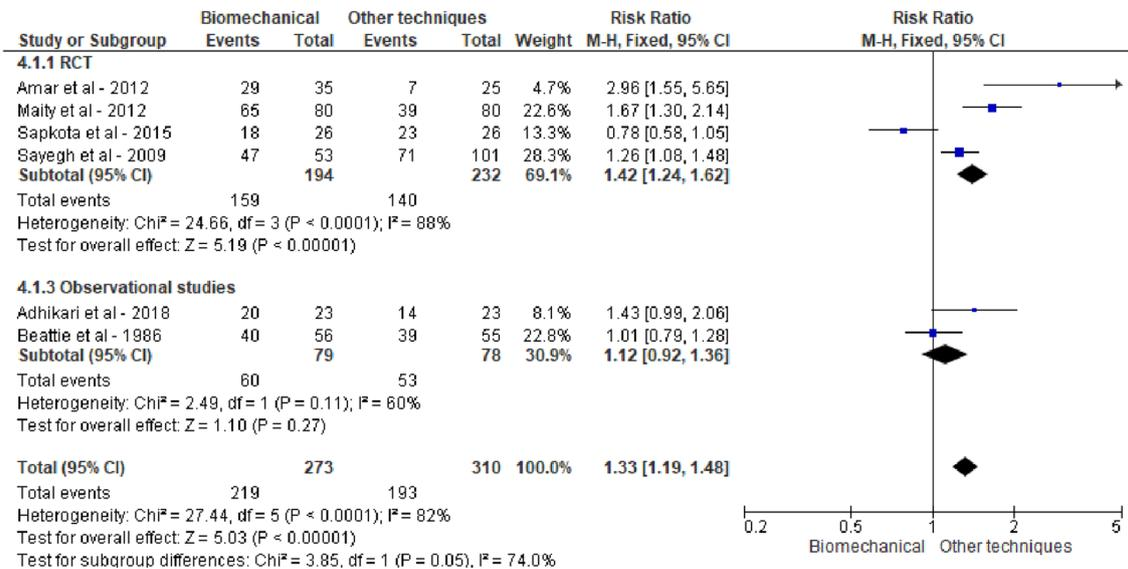 Biomechanical Other techniques Risk Ratio Risk Ratio
Study or Subgroup Events Total Events Total Weight M-H, Fixed, 95% CI M-H, Fixed, 95% CI
4.1.1 RCT
Amar et al - 2012 29 35 7 25 4.7% 2.96 [1.55, 5.65]
Maity et al - 2012 65 80 39 80 22.6% 1.67 [1.30, 2.14]
Sapkota et al - 2015 18 26 23 26 13.3% 0.78 [0.58, 1.05]
Sayegh et al - 2009 47 53 71 101 28.3% 1.26 [1.08, 1.48]
Subtotal (95% CI) 194 232 69.1% 1.42 [1.24, 1.62]
Total events 159 140
Heterogeneity: Chi² = 24.66, df = 3 (P < 0.0001); I² = 88%
Test for overall effect: Z = 5.19 (P < 0.00001)
4.1.3 Observational studies
Adhikari et al - 2018 20 23 14 23 8.1% 1.43 [0.99, 2.06]
Beattie et al - 1986 40 56 39 55 22.8% 1.01 [0.79, 1.28]
Subtotal (95% CI) 79 78 30.9% 1.12 [0.92, 1.36]
Total events 60 53
Heterogeneity: Chi² = 2.49, df = 1 (P = 0.11); I² = 60%
Test for overall effect: Z = 1.10 (P = 0.27)
Total (95% CI) 273 310 100.0% 1.33 [1.19, 1.48]
Total events 219 193
Heterogeneity: Chi² = 27.44, df = 5 (P < 0.0001); I² = 82%
Test for overall effect: Z = 5.03 (P < 0.00001)
Test for subgroup differences: Chi² = 3.85, df = 1 (P = 0.05), I² = 74.0%
0.2 0.5 1 2 5
Biomechanical Other techniques